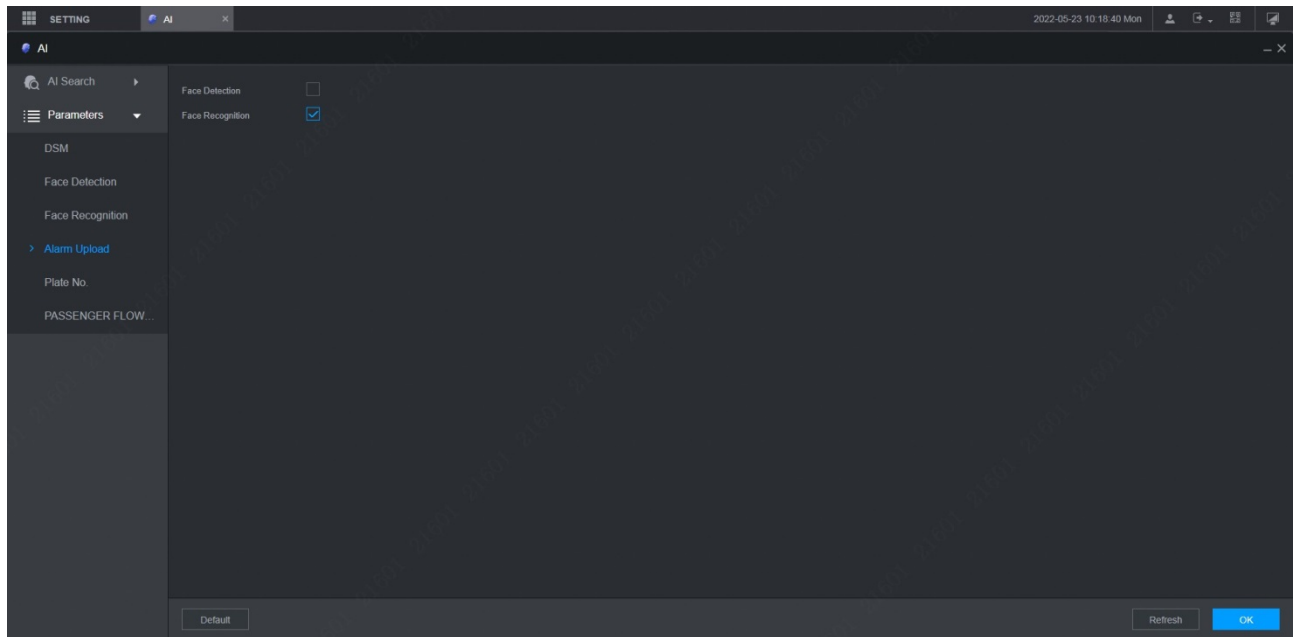 SETTING AI × 2022-05-23 10:18:40 Mon
AI
AI Search
Face Detection
Parameters
Face Recognition
DSM
Face Detection
Face Recognition
> Alarm Upload
Plate No.
PASSENGER FLOW...
Default Refresh OK